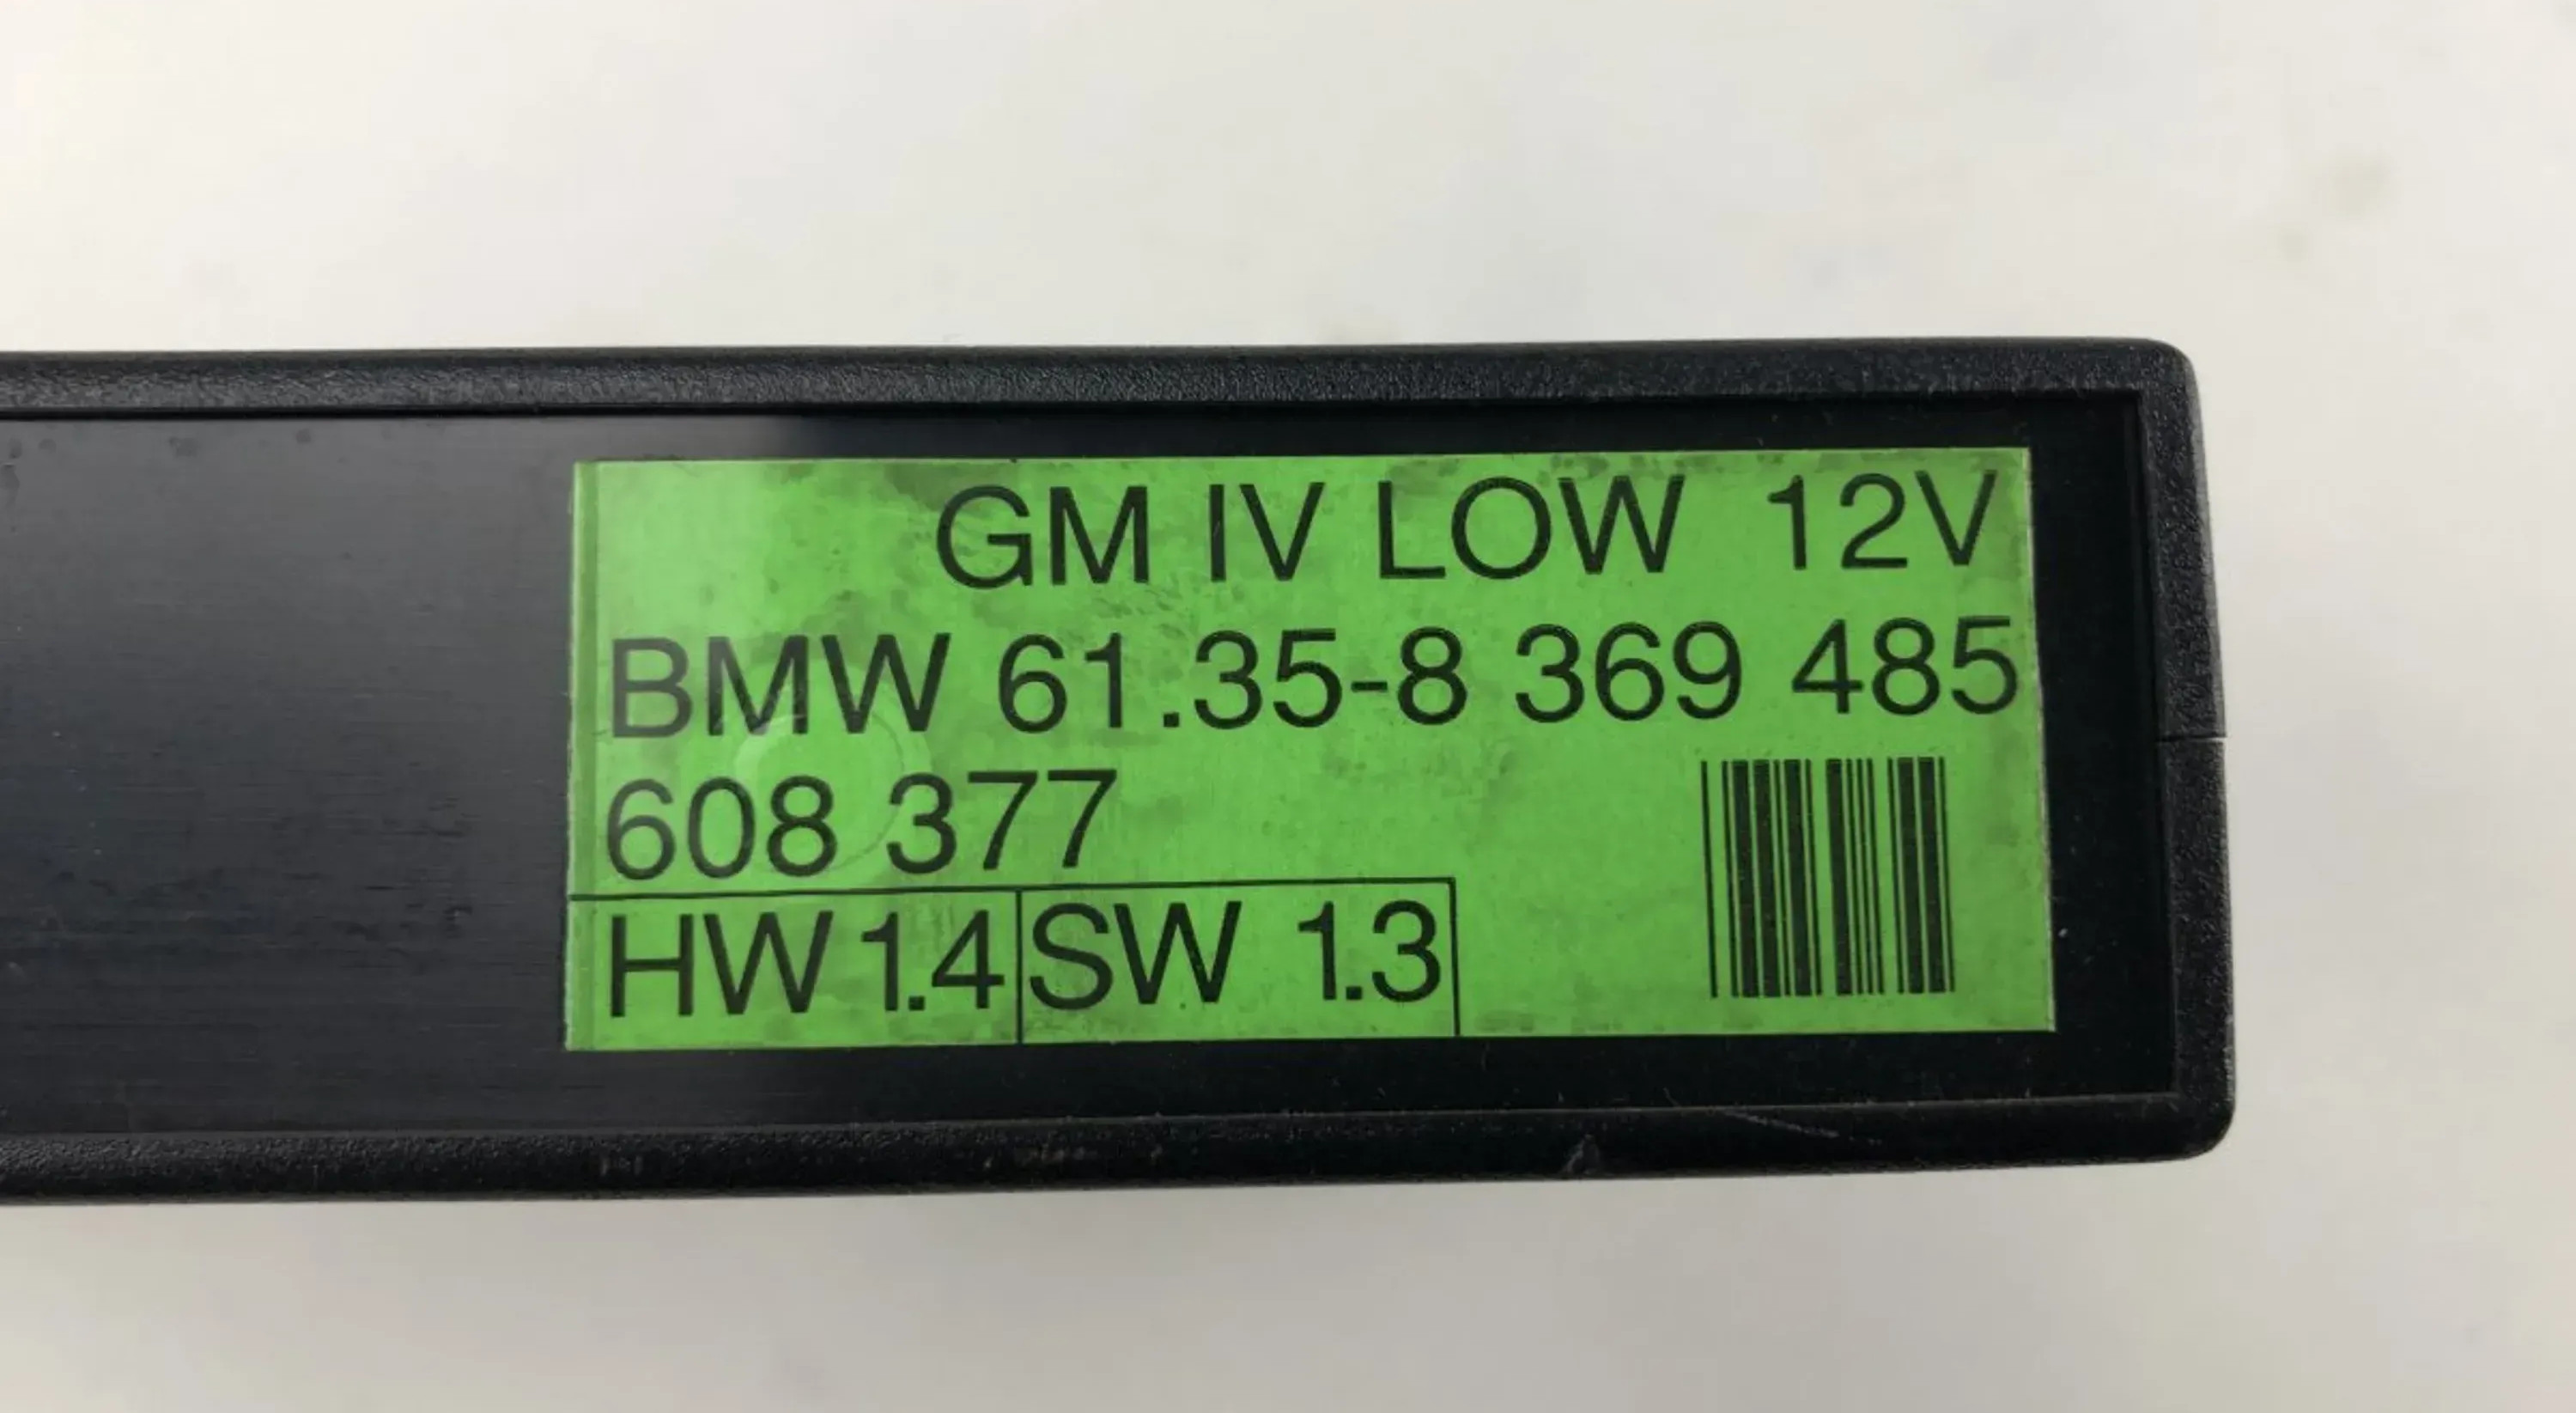 GM IV LOW 12V
BMW 61.35-8 369 485
608 377
HW 1.4 SW 1.3